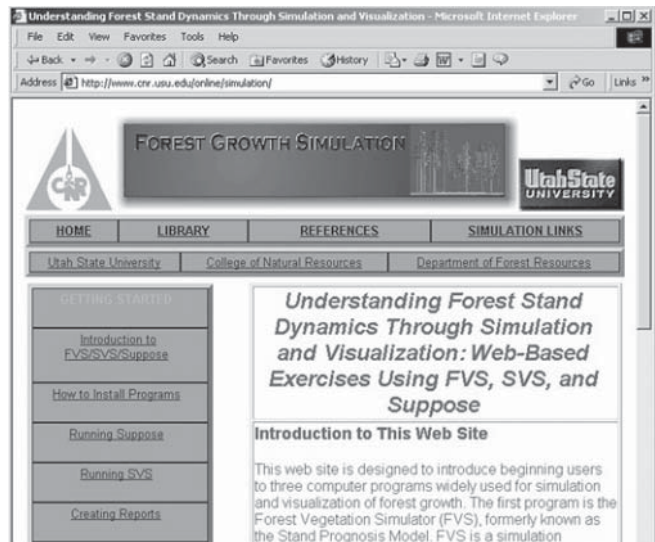 Understanding Forest Stand Dynamics Through Simulation and Visualization - Microsoft Internet Explorer
File Edit View Favorites Tools Help
Back Search Favorites History
Address http://www.cnr.usu.edu/online/simulation/ Go Links »
CNR
FOREST GROWTH SIMULATION
UtahState
UNIVERSITY
HOME LIBRARY REFERENCES SIMULATION LINKS
Utah State University College of Natural Resources Department of Forest Resources
GETTING STARTED
Introduction to
FVS/SVS/Suppose
How to Install Programs
Running Suppose
Running SVS
Creating Reports
Understanding Forest Stand
Dynamics Through Simulation
and Visualization: Web-Based
Exercises Using FVS, SVS, and
Suppose
Introduction to This Web Site
This web site is designed to introduce beginning users
to three computer programs widely used for simulation
and visualization of forest growth. The first program is the
Forest Vegetation Simulator (FVS), formerly known as
the Stand Prognosis Model. FVS is a simulation